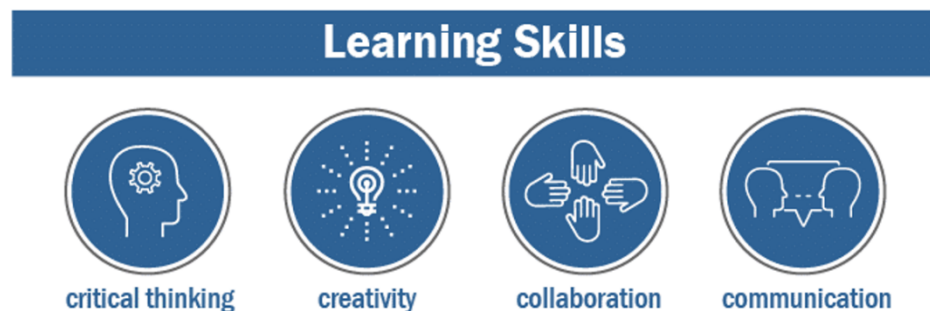 Learning Skills
critical thinking
creativity
collaboration
communication